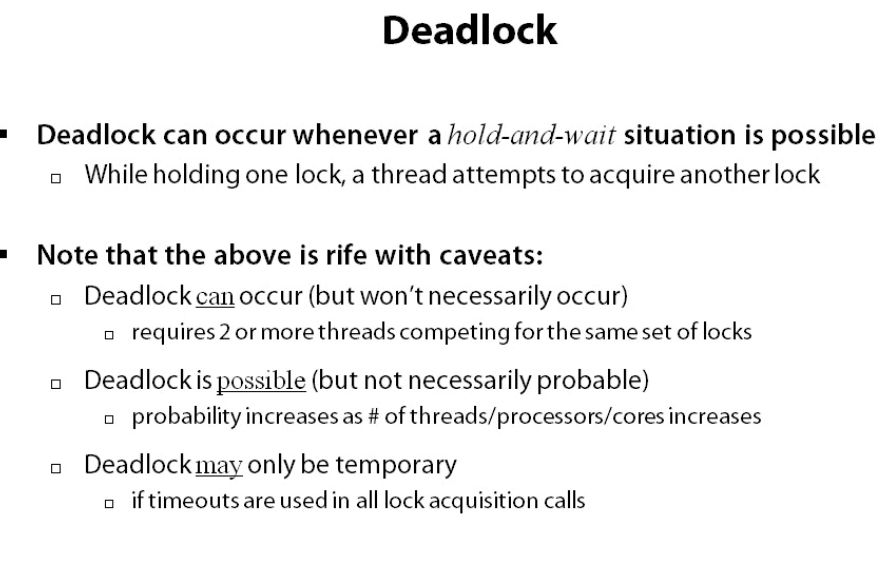 Deadlock
Deadlock can occur whenever a hold-and-wait situation is possible
While holding one lock, a thread attempts to acquire another lock
Note that the above is rife with caveats:
Deadlock can occur (but won't necessarily occur)
requires 2 or more threads competing for the same set of locks
Deadlock is possible (but not necessarily probable)
probability increases as # of threads/processors/cores increases
Deadlock may only be temporary
if timeouts are used in all lock acquisition calls